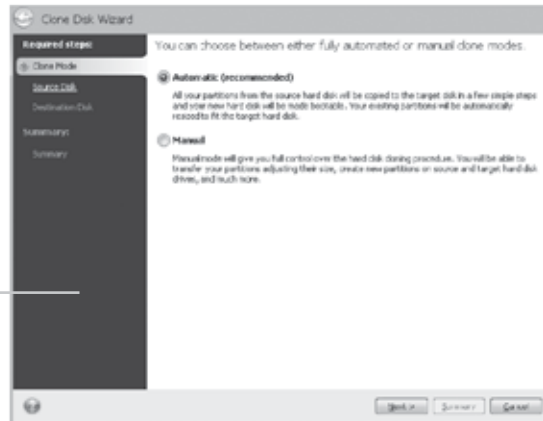 Clone Disk Wizard
Required steps:
Clone Mode
Source Disk
Destination Disk
Summary:
Summary
You can choose between either fully automated or manual clone modes.
Automatic (recommended)
All your partitions from the source hard disk will be copied to the target disk in a few simple steps
and your new hard disk will be made bootable. Your existing partitions will be automatically
resized to fit the target hard disk.
Manual
Manual mode will give you full control over the hard disk cloning procedure. You will be able to
transfer your partitions adjusting their size, create new partitions on source and target hard disk
drives, and much more.
Next >
Summary
Cancel